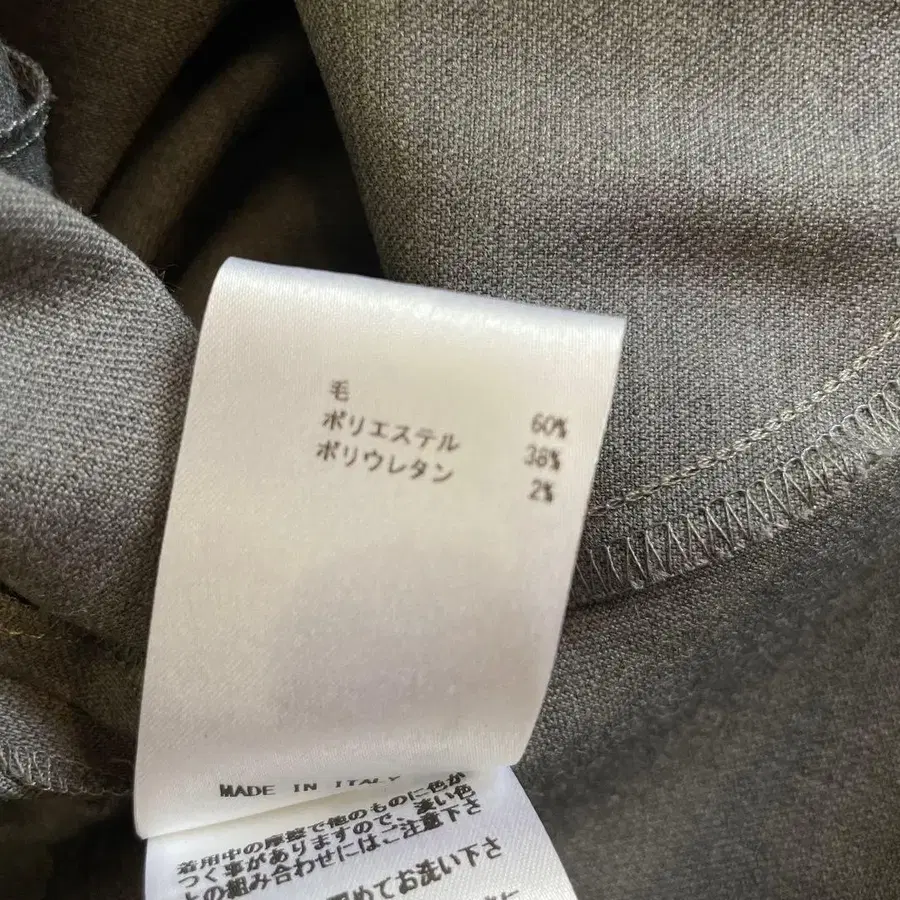 毛 60%
ポリエステル 38%
ポリウレタン 2%
MADE IN ITALY
着用中の摩擦で他のものに色が
つく事がありますので、淡い色
との組み合わせにはご注意下さ
めてお洗い下さ